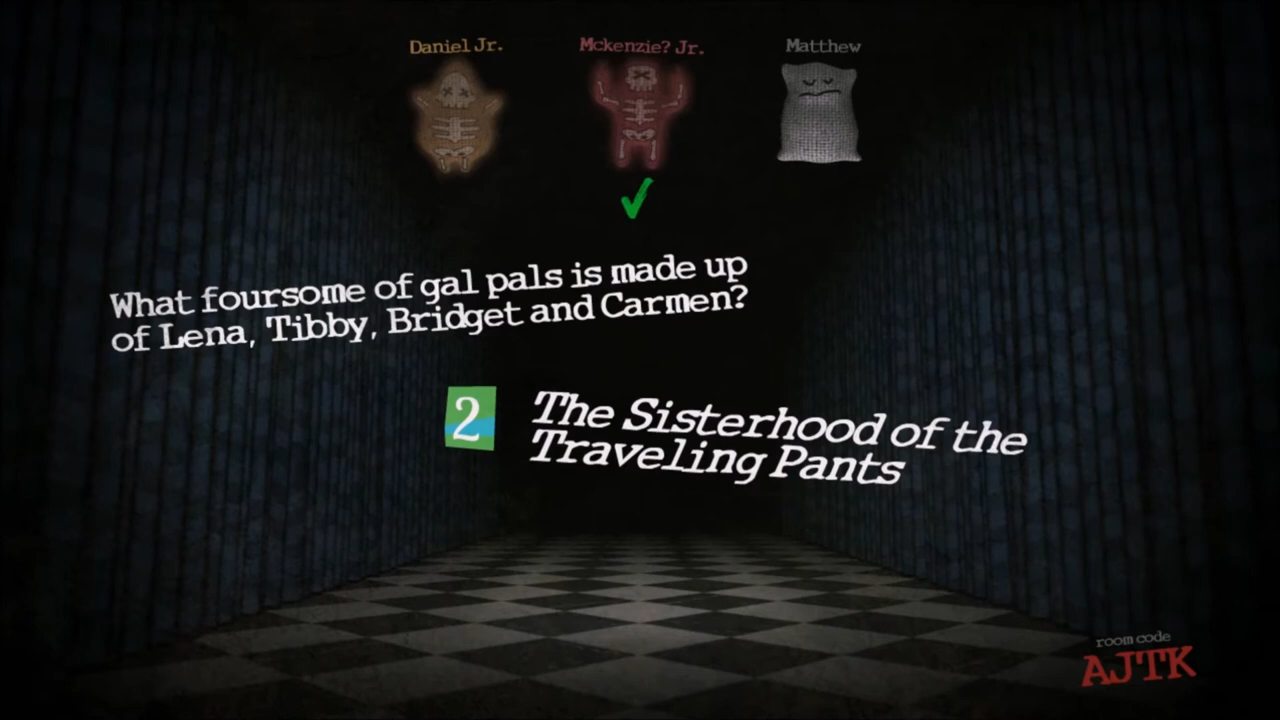 Daniel Jr.
Mckenzie? Jr.
Matthew
What foursome of gal pals is made up
of Lena, Tibby, Bridget and Carmen?
2
The Sisterhood of the
Traveling Pants
room code
AJTK